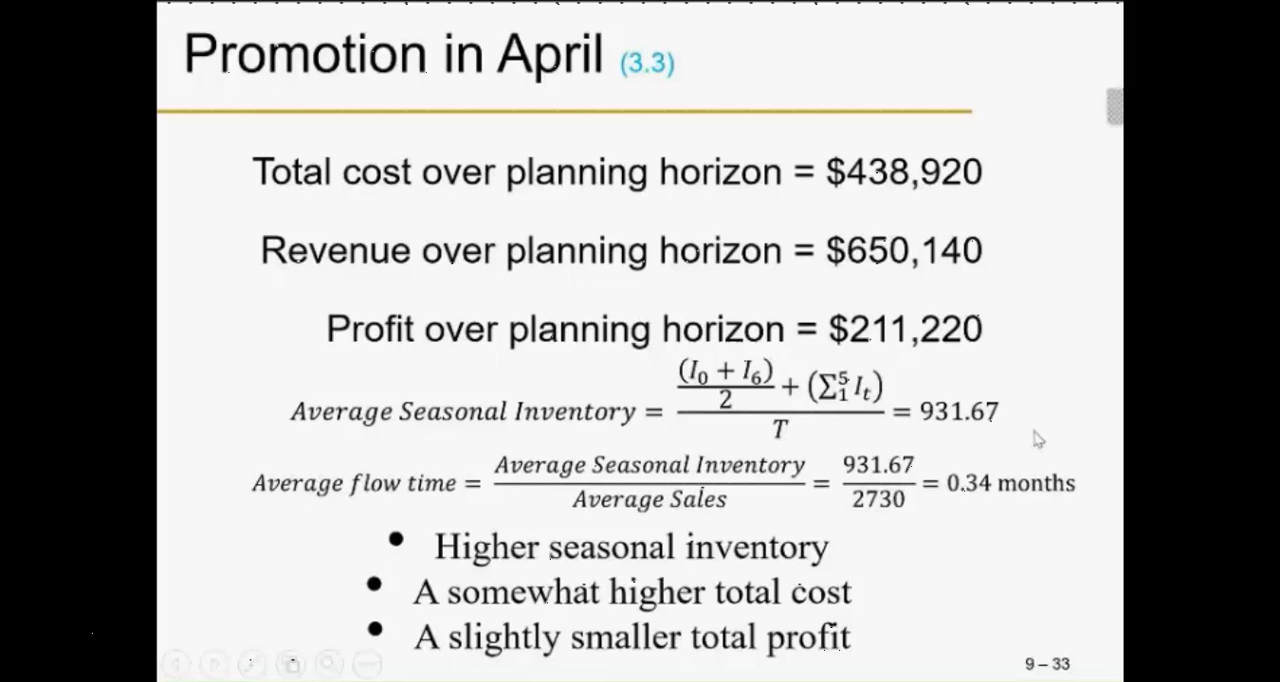 Promotion in April (3.3)
Total cost over planning horizon = $438,920
Revenue over planning horizon = $650,140
Profit over planning horizon = $211,220
Average Seasonal Inventory = ((I₀ + I₆)/2 + (Σ₁⁵ Iₜ))/T = 931.67
Average flow time = Average Seasonal Inventory/Average Sales = 931.67/2730 = 0.34 months
• Higher seasonal inventory
• A somewhat higher total cost
• A slightly smaller total profit
9 – 33